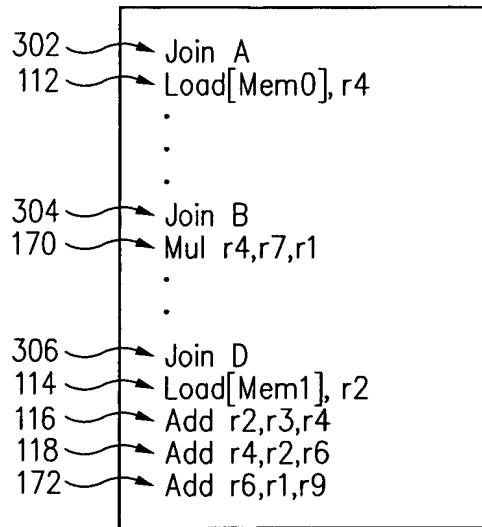 302 Join A
112 Load[Mem0], r4
.
.
.
304 Join B
170 Mul r4,r7,r1
.
.
306 Join D
114 Load[Mem1], r2
116 Add r2,r3,r4
118 Add r4,r2,r6
172 Add r6,r1,r9